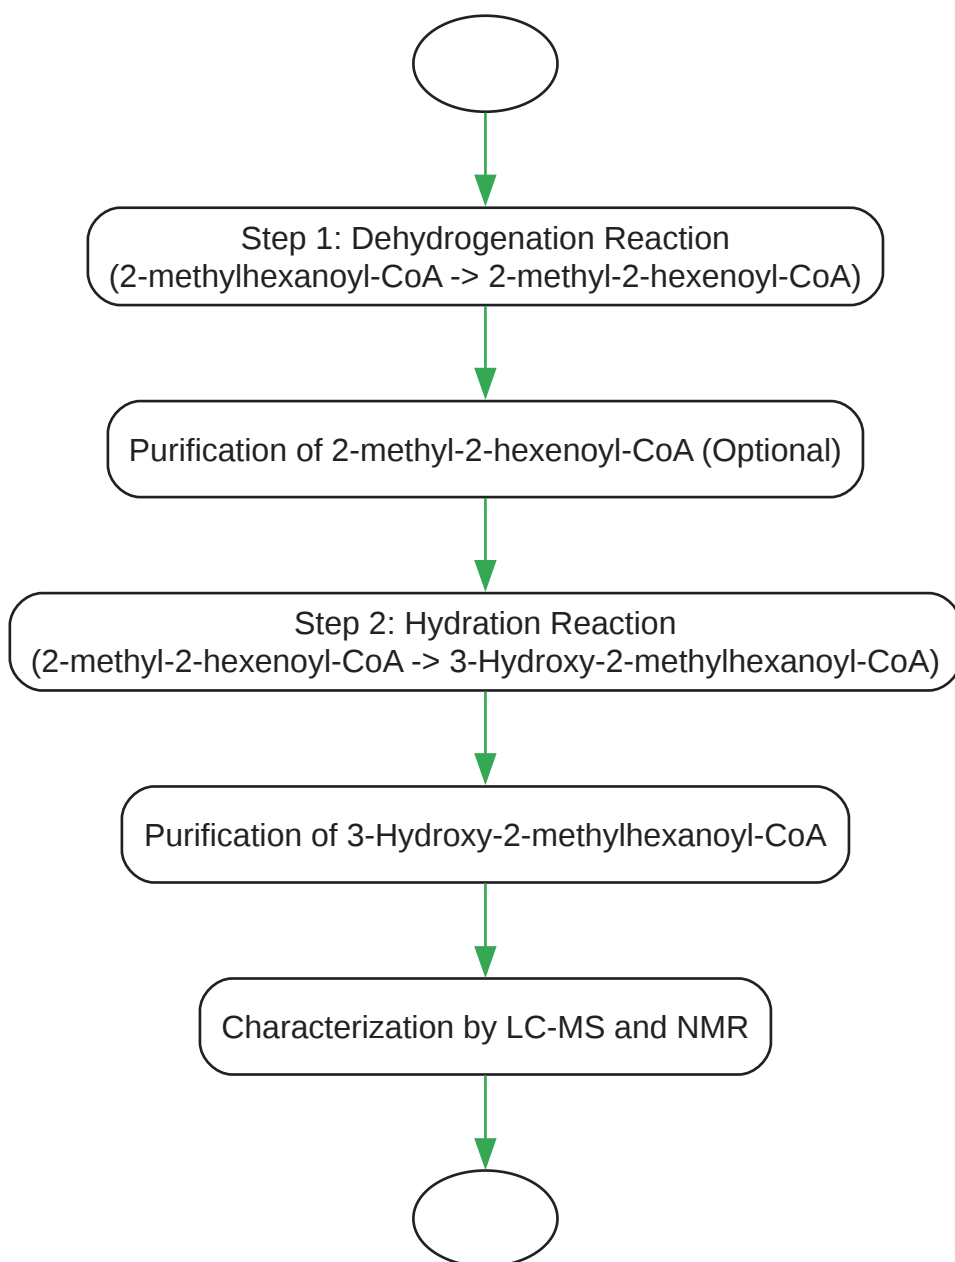 Step 1: Dehydrogenation Reaction
(2-methylhexanoyl-CoA -> 2-methyl-2-hexenoyl-CoA)
Purification of 2-methyl-2-hexenoyl-CoA (Optional)
Step 2: Hydration Reaction
(2-methyl-2-hexenoyl-CoA -> 3-Hydroxy-2-methylhexanoyl-CoA)
Purification of 3-Hydroxy-2-methylhexanoyl-CoA
Characterization by LC-MS and NMR